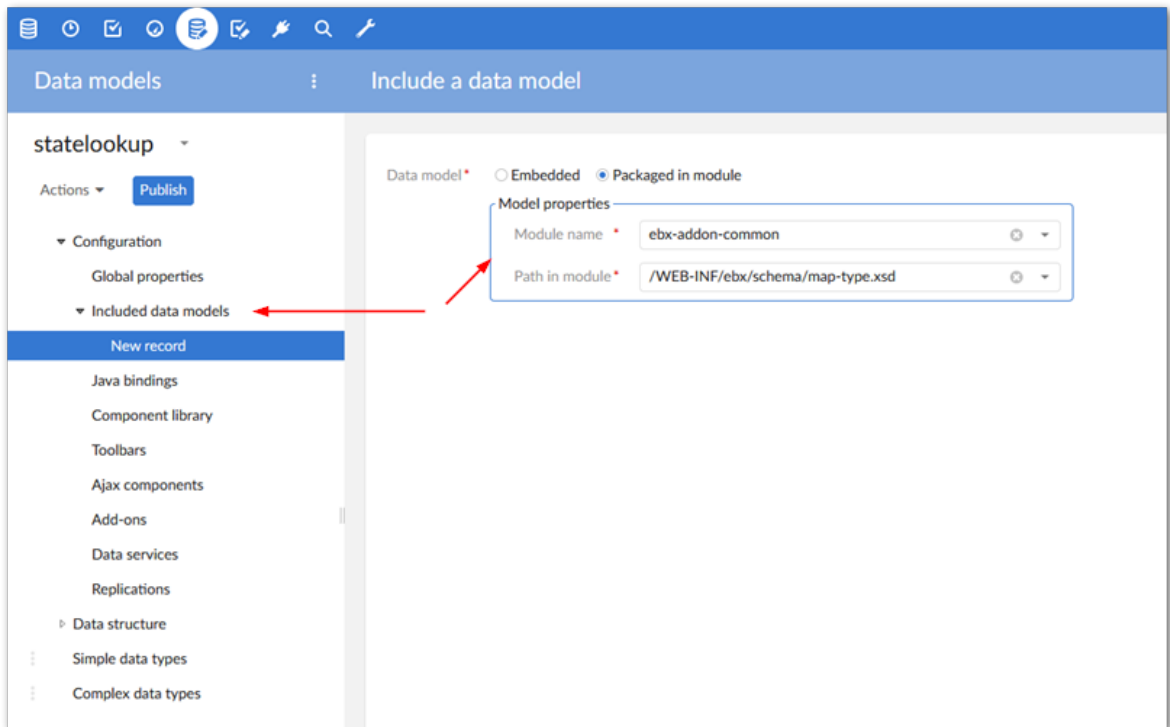 Data models
Include a data model
statelookup
Actions
Publish
Configuration
Global properties
Included data models
New record
Java bindings
Component library
Toolbars
Ajax components
Add-ons
Data services
Replications
Data structure
Simple data types
Complex data types
Data model* Embedded Packaged in module
Model properties
Module name * ebx-addon-common
Path in module* /WEB-INF/ebx/schema/map-type.xsd